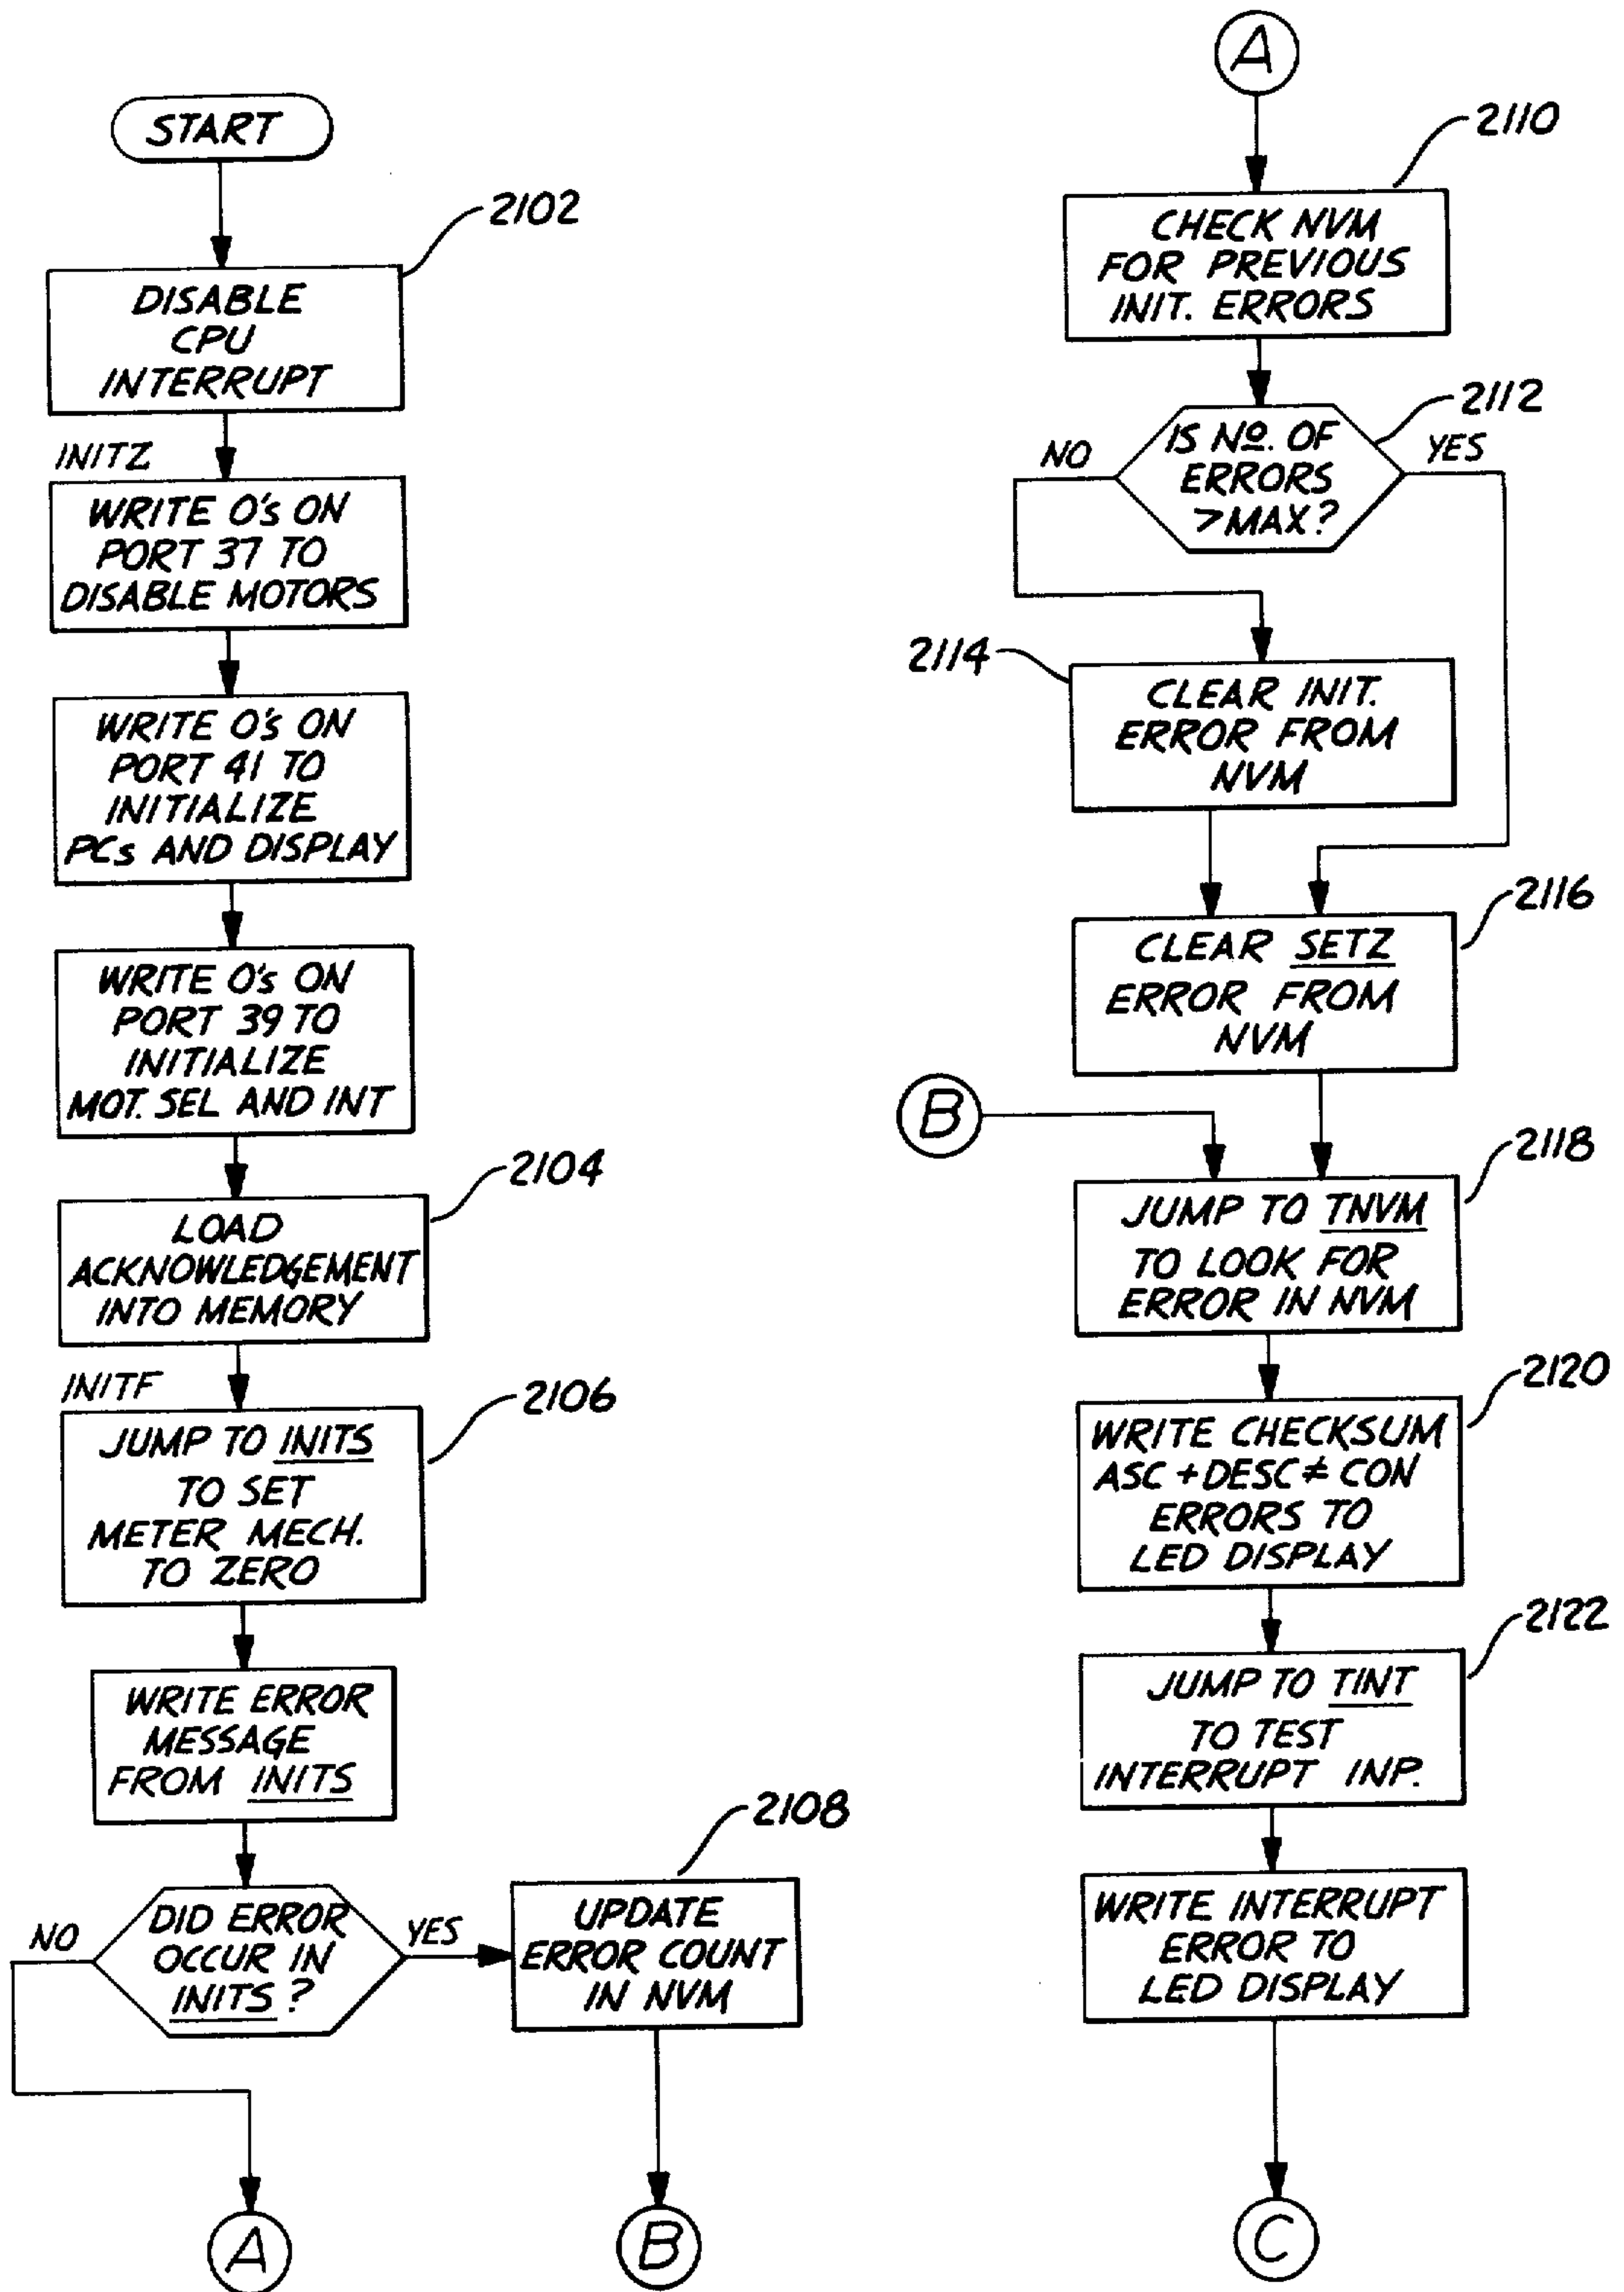 START
2102
DISABLE
CPU
INTERRUPT
INITZ
WRITE O's ON
PORT 37 TO
DISABLE MOTORS
WRITE O's ON
PORT 41 TO
INITIALIZE
PCs AND DISPLAY
WRITE O's ON
PORT 39 TO
INITIALIZE
MOT. SEL AND INT
2104
LOAD
ACKNOWLEDGEMENT
INTO MEMORY
INITF
2106
JUMP TO INITS
TO SET
METER MECH.
TO ZERO
WRITE ERROR
MESSAGE
FROM INITS
NO
DID ERROR
OCCUR IN
INITS?
YES
2108
UPDATE
ERROR COUNT
IN NVM
A
B
A
2110
CHECK NVM
FOR PREVIOUS
INIT. ERRORS
2112
NO
IS Nº. OF
ERRORS
>MAX?
YES
2114
CLEAR INIT.
ERROR FROM
NVM
2116
CLEAR SETZ
ERROR FROM
NVM
B
2118
JUMP TO TNVM
TO LOOK FOR
ERROR IN NVM
2120
WRITE CHECKSUM
ASC + DESC ≠ CON
ERRORS TO
LED DISPLAY
2122
JUMP TO TINT
TO TEST
INTERRUPT INP.
WRITE INTERRUPT
ERROR TO
LED DISPLAY
C